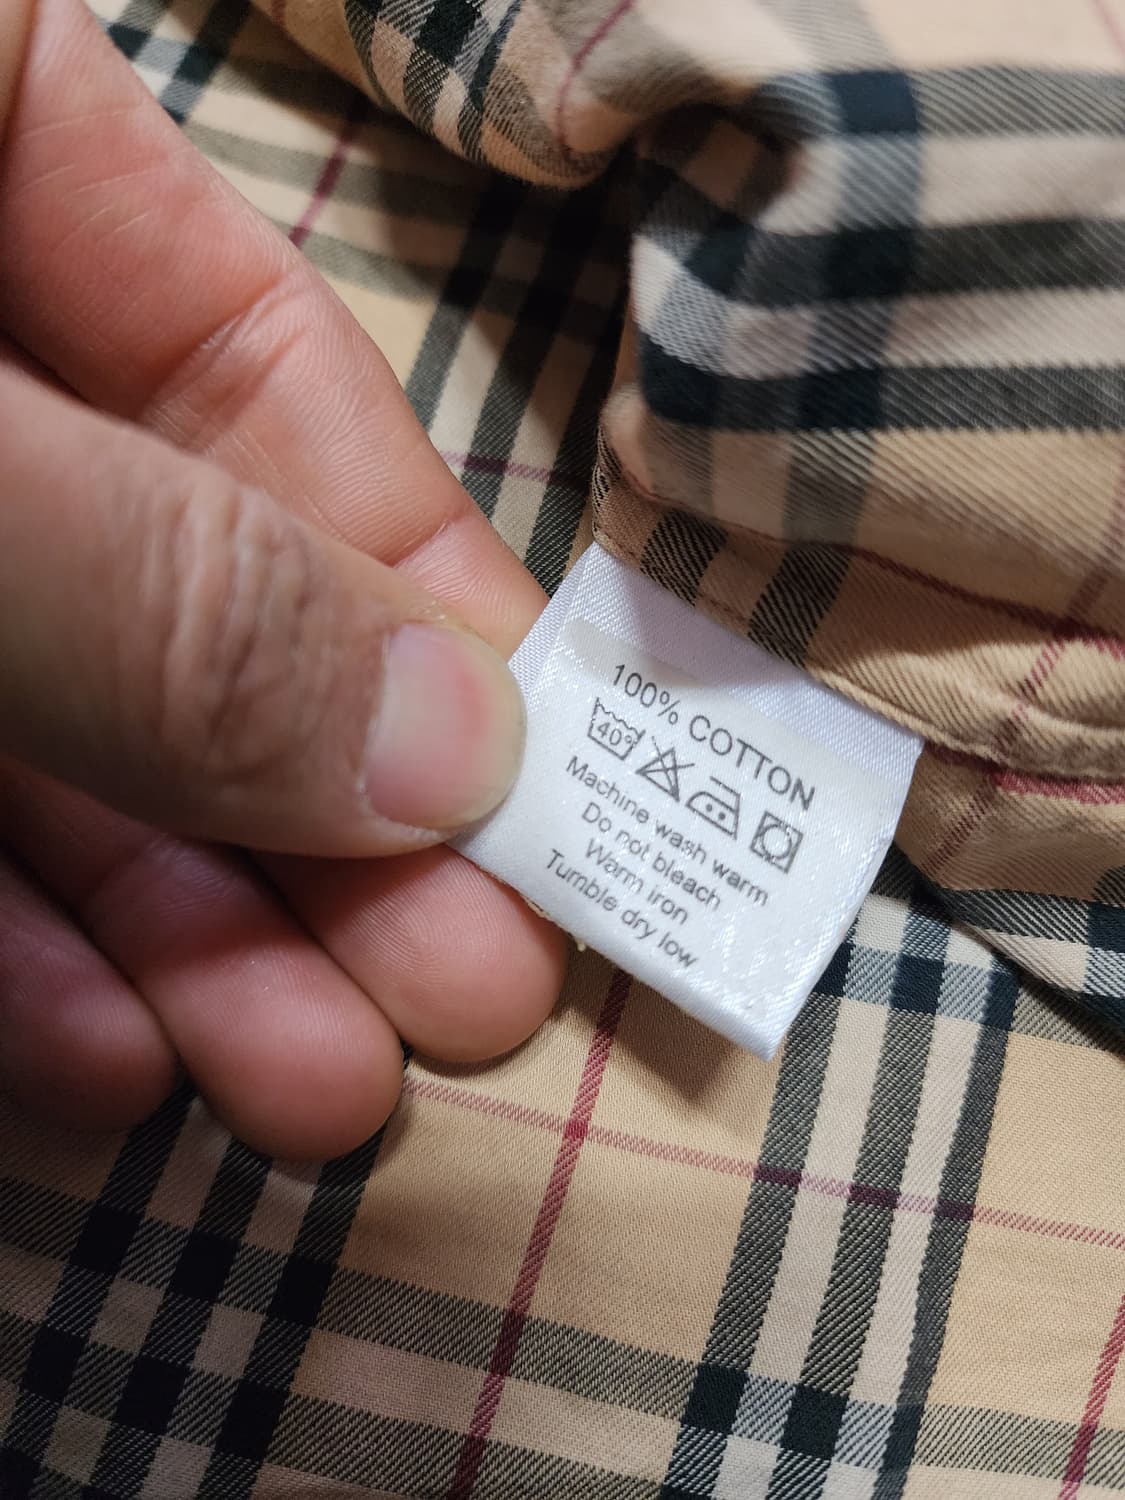 100% COTTON
40°
Machine wash warm
Do not bleach
Warm iron
Tumble dry low